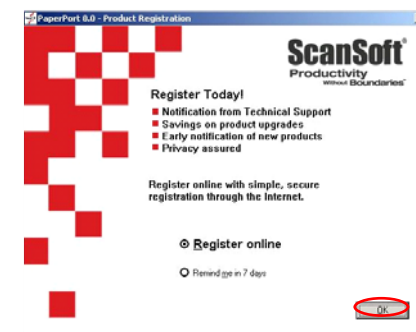 PaperPort 8.0 - Product Registration
ScanSoft
Productivity
Without Boundaries
Register Today!
Notification from Technical Support
Savings on product upgrades
Early notification of new products
Privacy assured
Register online with simple, secure
registration through the Internet.
Register online
Remind me in 7 days
OK